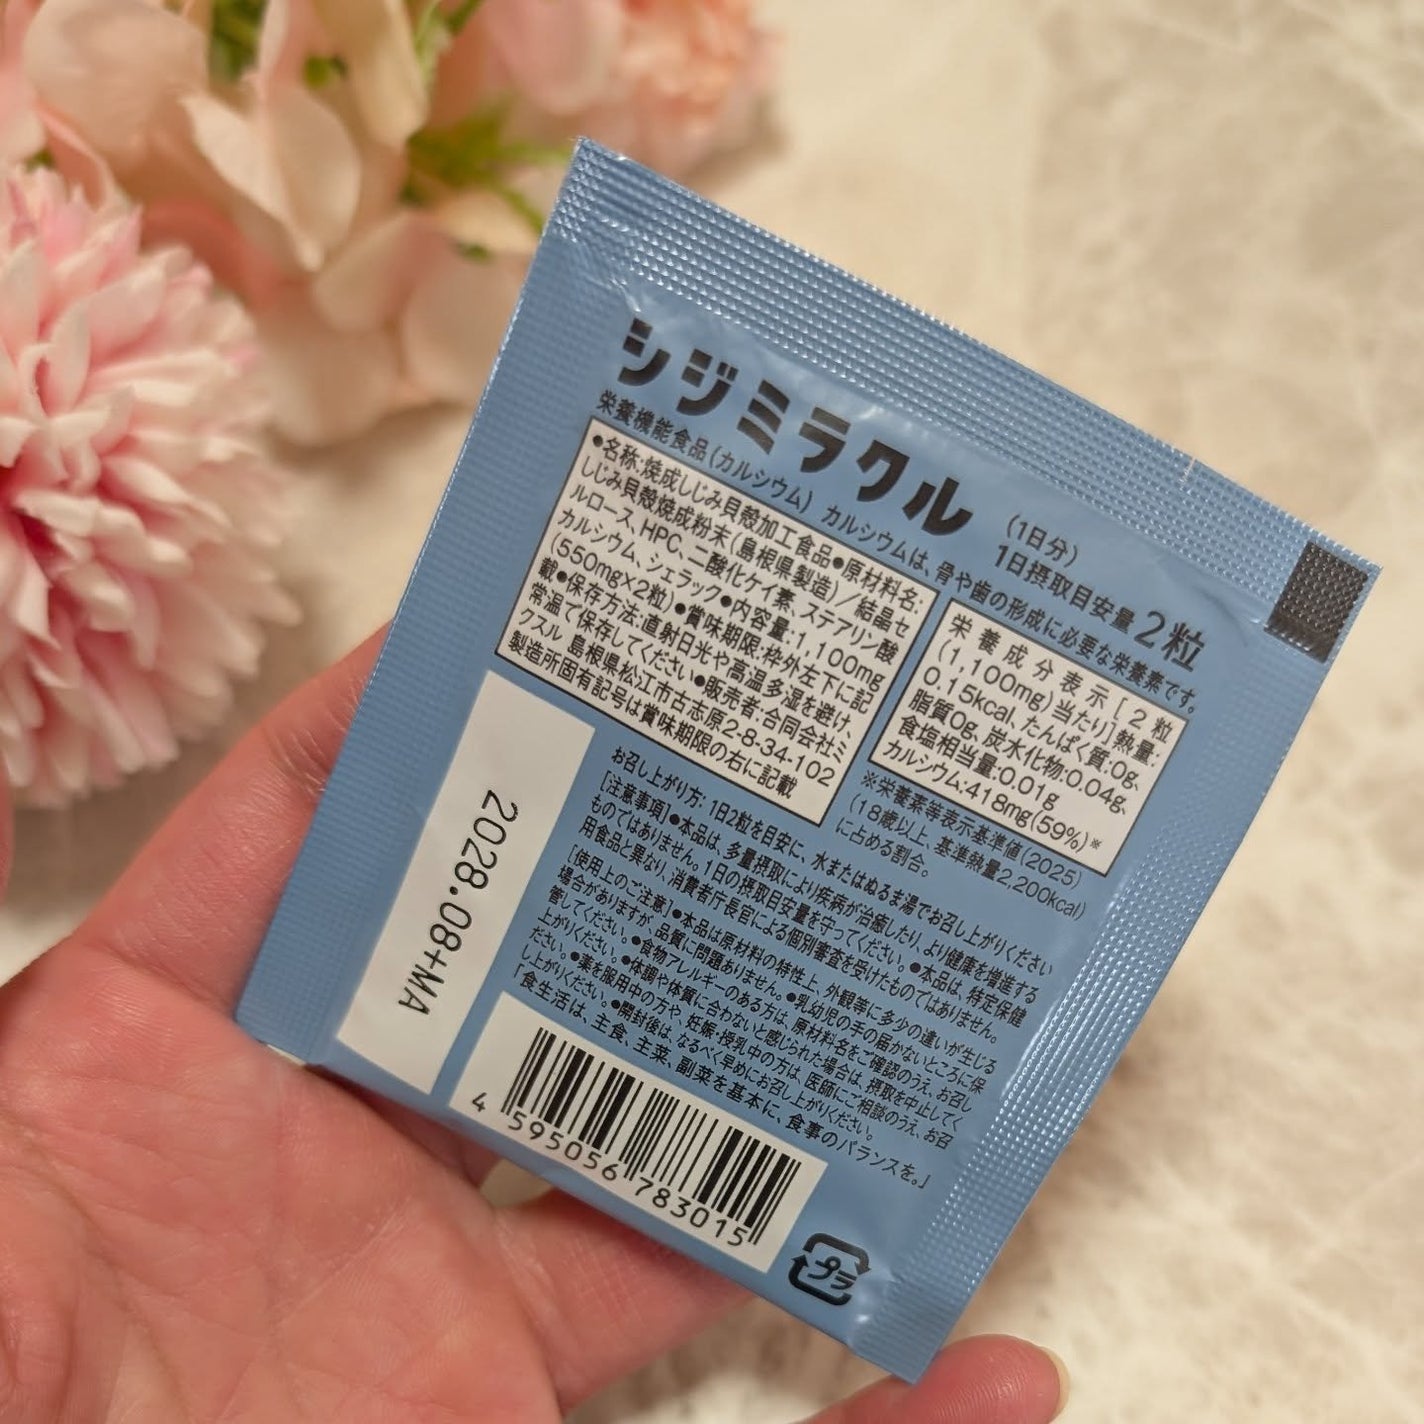 シジミラクル
(1日分)
1日摂取目安量2粒
栄養機能食品(カルシウム) カルシウムは、骨や歯の形成に必要な栄養素です。
●名称:焼成しじみ貝殻加工食品●原材料名:
しじみ貝殻焼成粉末(島根県製造)／結晶セ
ルロース、HPC、二酸化ケイ素、ステアリン酸
カルシウム、シェラック●内容量:1,100mg
(550mg×2粒)●賞味期限:枠外左下に記
載●保存方法:直射日光や高温多湿を避け、
常温で保存してください●販売者:合同会社ミ
クスル 島根県松江市古志原2-8-34-102
製造所固有記号は賞味期限の右に記載
栄養成分表示[2粒
(1,100mg)当たり]熱量:
0.15kcal、たんぱく質:0g、
脂質0g、炭水化物:0.04g、
食塩相当量:0.01g
カルシウム:418mg(59%)※
※栄養素等表示基準値(2025)
(18歳以上、基準熱量2,200kcal)
に占める割合。
お召し上がり方:1日2粒を目安に、水またはぬるま湯でお召し上がりください
[注意事項]●本品は、多量摂取により疾病が治癒したり、より健康を増進する
ものではありません。1日の摂取目安量を守ってください。●本品は、特定保健
用食品と異なり、消費者庁長官による個別審査を受けたものではありません。
[使用上のご注意]●本品は原材料の特性上、外観等に多少の違いが生じる
場合がありますが、品質に問題ありません。●乳幼児の手の届かないところに保
管してください。●食物アレルギーのある方は、原材料名をご確認のうえ、お召し
上がりください。●体調や体質に合わないと感じられた場合は、摂取を中止してく
ださい。●薬を服用中の方や、妊娠・授乳中の方は、医師にご相談のうえ、お召
し上がりください。●開封後は、なるべく早めにお召し上がりください。
「食生活は、主食、主菜、副菜を基本に、食事のバランスを。」
2028.08+MA
4 595056 783015
プラ